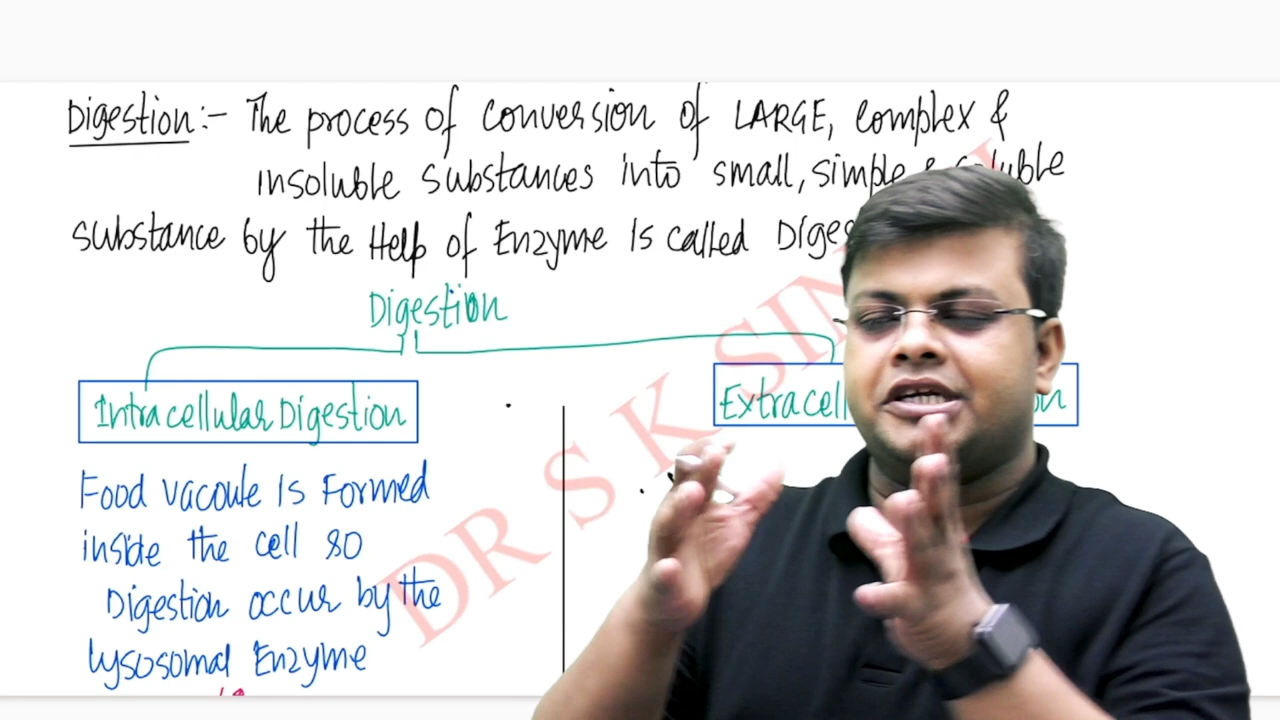 Digestion:- The process of conversion of LARGE, complex &
insoluble substances into small, simple & soluble
substance by the Help of Enzyme is called
Digestion
Intracellular Digestion
Food vacoule is Formed
inside the cell so
Digestion occur by the
lysosomal Enzyme
DR S K